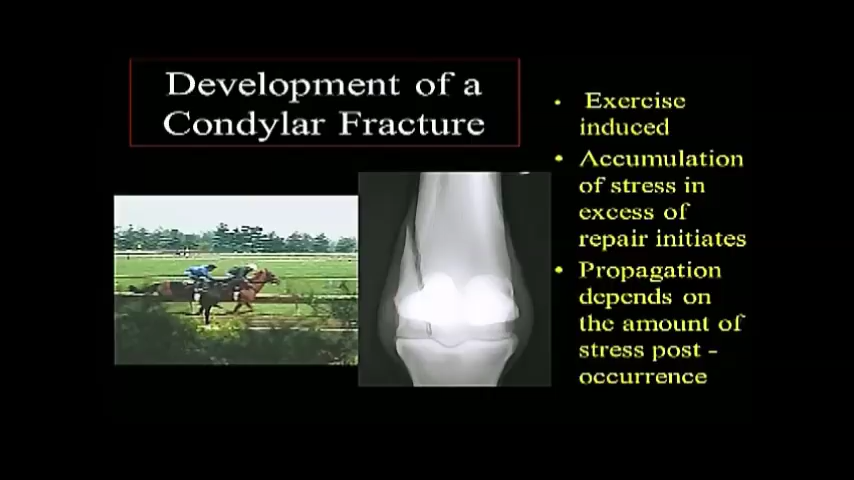 Development of a
Condylar Fracture
• Exercise
induced
• Accumulation
of stress in
excess of
repair initiates
• Propagation
depends on
the amount of
stress post -
occurrence